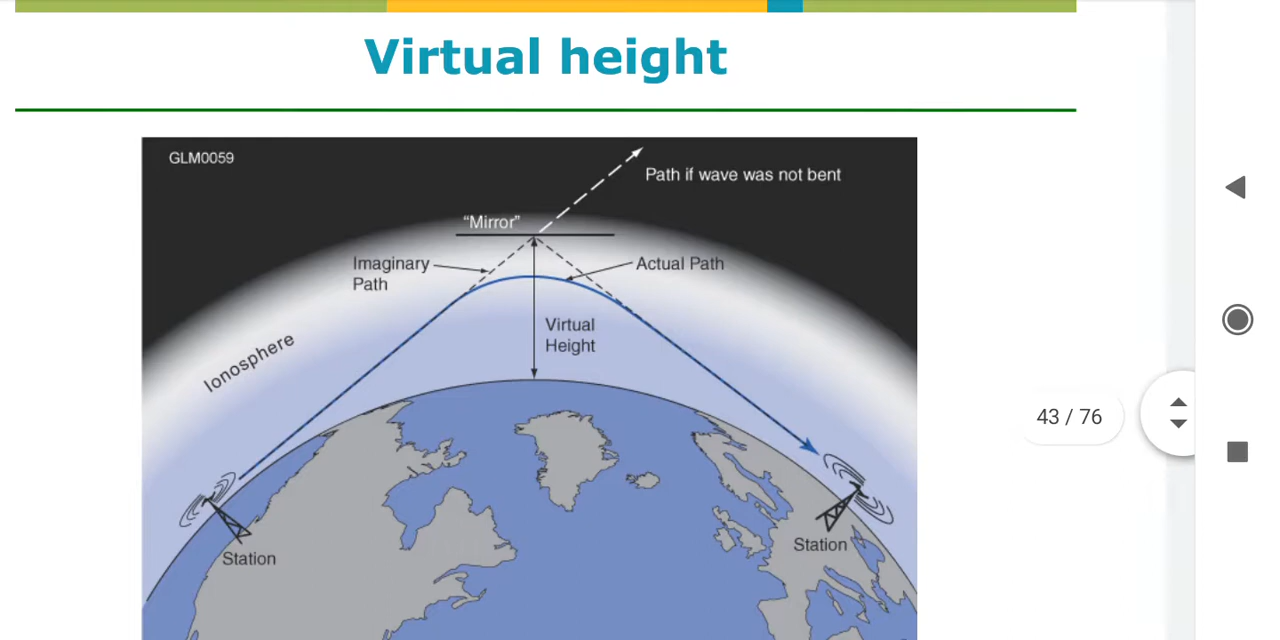 Virtual height
GLM0059
Path if wave was not bent
“Mirror”
Imaginary
Path
Actual Path
Virtual
Height
Ionosphere
43 / 76
Station
Station